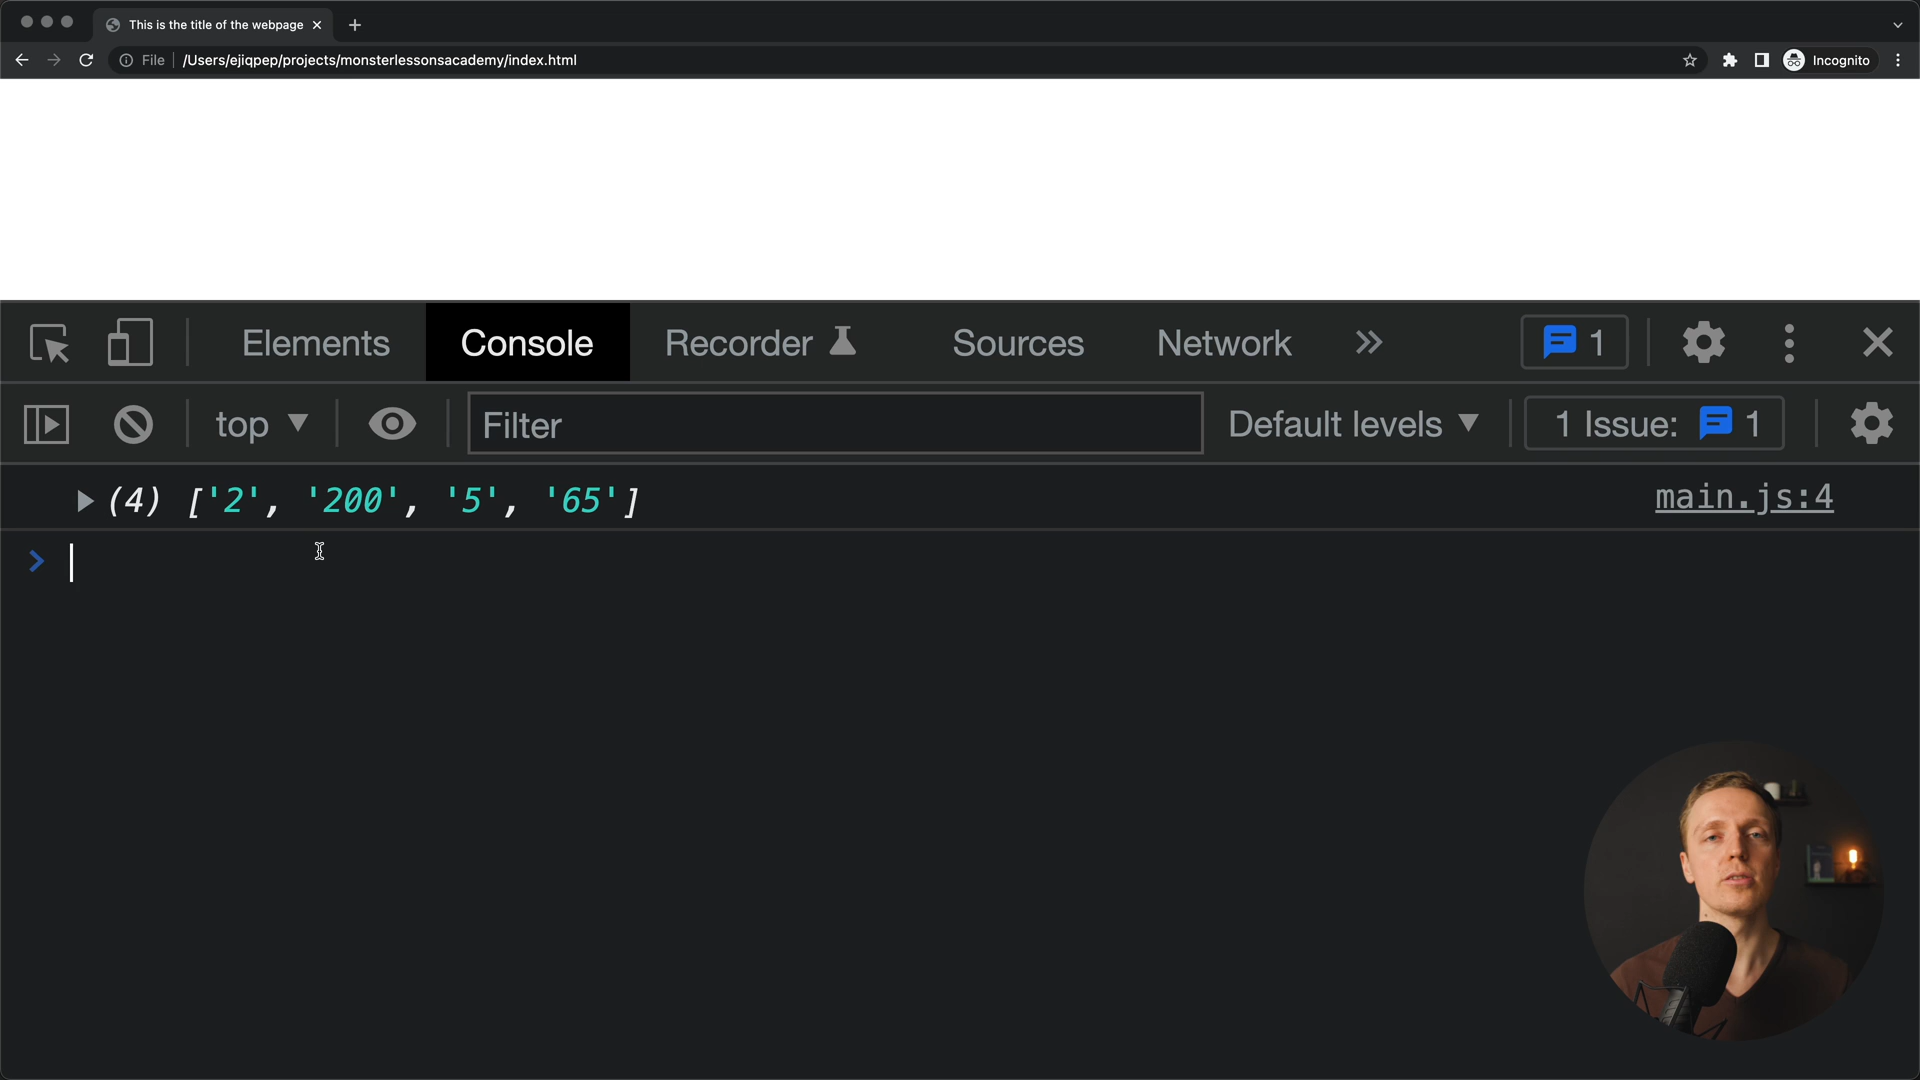 This is the title of the webpage
File /Users/ejiqpep/projects/monsterlessonsacademy/index.html Incognito
Elements Console Recorder Sources Network 1
top Filter Default levels 1 Issue: 1
(4) ['2', '200', '5', '65'] main.js:4